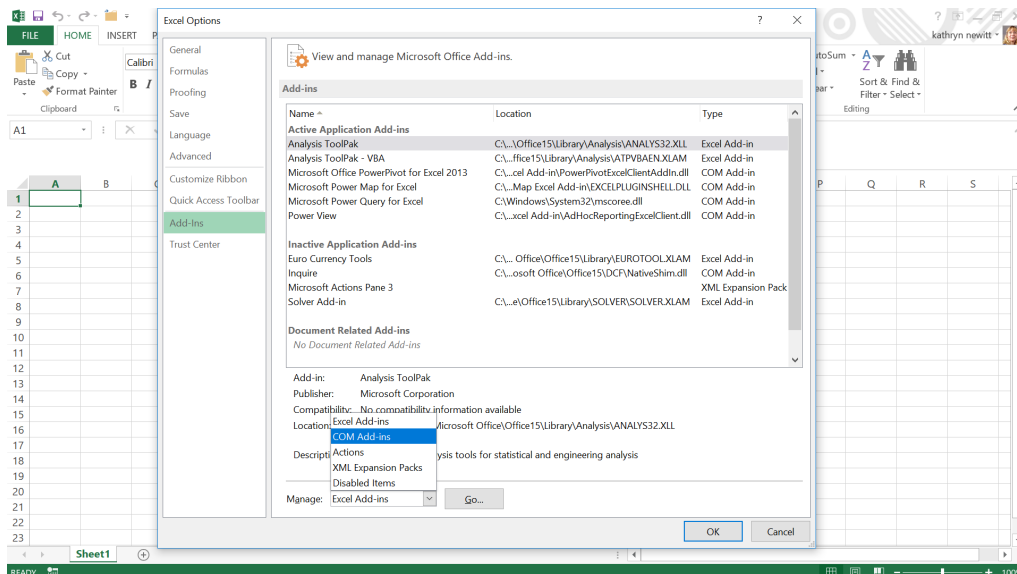 Excel Options
?
FILE HOME INSERT
kathryn newitt
Cut
Copy
Format Painter
Paste
Clipboard
Calibri
B I
utoSum
Sort & Find &
Filter Select
Editing
A1
General
Formulas
Proofing
Save
Language
Advanced
Customize Ribbon
Quick Access Toolbar
Add-Ins
Trust Center
View and manage Microsoft Office Add-ins.
Add-ins
Name Location Type
Active Application Add-ins
Analysis ToolPak C:\...\Office15\Library\Analysis\ANALYS32.XLL Excel Add-in
Analysis ToolPak - VBA C:\...ffice15\Library\Analysis\ATPVBAEN.XLAM Excel Add-in
Microsoft Office PowerPivot for Excel 2013 C:\...cel Add-in\PowerPivotExcelClientAddIn.dll COM Add-in
Microsoft Power Map for Excel C:\...Map Excel Add-in\EXCELPLUGINSHELL.DLL COM Add-in
Microsoft Power Query for Excel C:\Windows\System32\mscoree.dll COM Add-in
Power View C:\...xcel Add-in\AdHocReportingExcelClient.dll COM Add-in
Inactive Application Add-ins
Euro Currency Tools C:\... Office\Office15\Library\EUROTOOL.XLAM Excel Add-in
Inquire C:\...osoft Office\Office15\DCF\NativeShim.dll COM Add-in
Microsoft Actions Pane 3 XML Expansion Pack
Solver Add-in C:\...e\Office15\Library\SOLVER\SOLVER.XLAM Excel Add-in
Document Related Add-ins
No Document Related Add-ins
Add-in: Analysis ToolPak
Publisher: Microsoft Corporation
Compatibility: No compatibility information available
Location: Microsoft Office\Office15\Library\Analysis\ANALYS32.XLL
Descripti ysis tools for statistical and engineering analysis
Excel Add-ins
COM Add-ins
Actions
XML Expansion Packs
Disabled Items
Manage: Excel Add-ins Go...
OK Cancel
A B P Q R S
1
2
3
4
5
6
7
8
9
10
11
12
13
14
15
16
17
18
19
20
21
22
23
Sheet1
READY